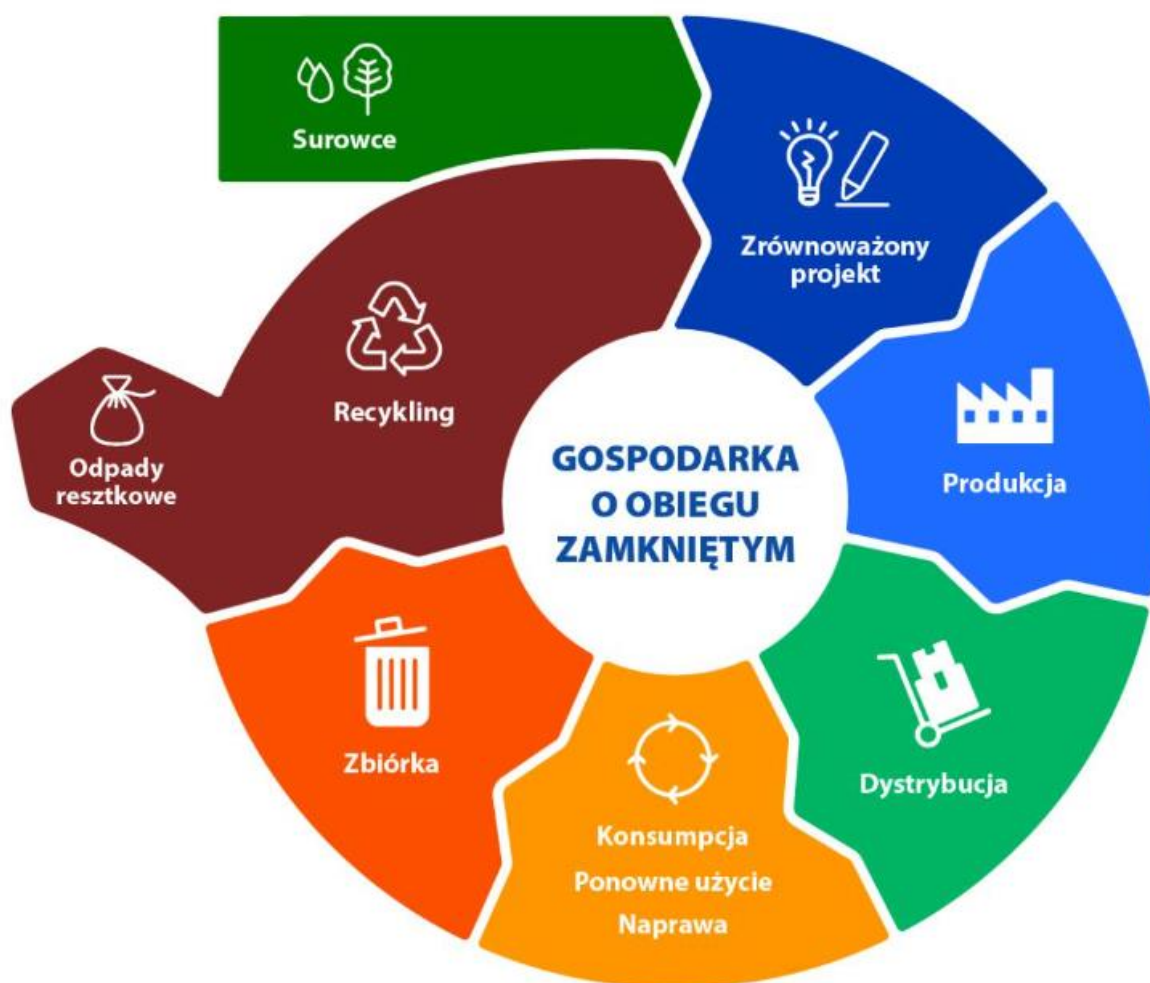 Surowce
Zrównoważony
projekt
Produkcja
Dystrybucja
Konsumpcja
Ponowne użycie
Naprawa
Zbiórka
Recykling
Odpady
resztkowe
GOSPODARKA
O OBIEGU
ZAMKNIĘTYM